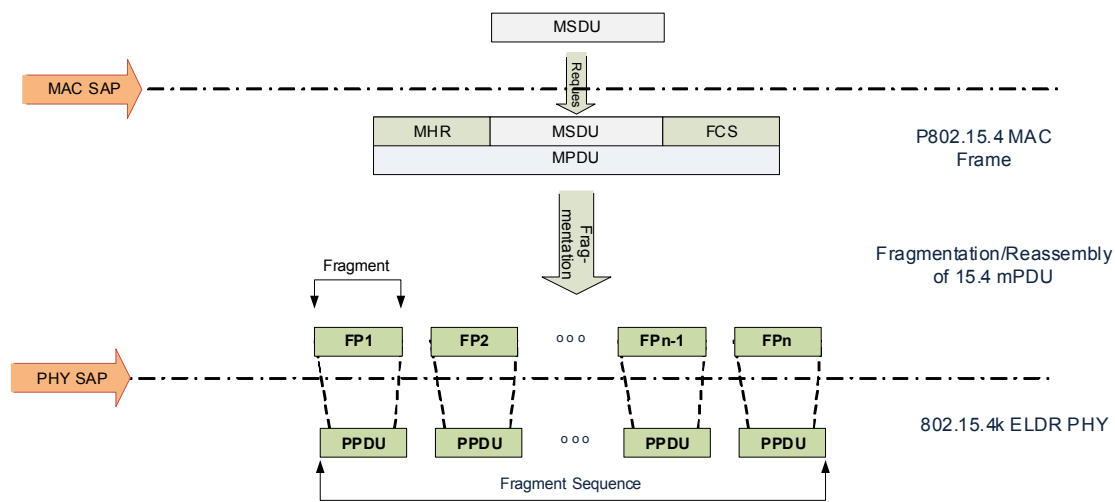 MSDU
Reques
MAC SAP
MHR
MSDU
FCS
MPDU
P802.15.4 MAC
Frame
Frag-
mentation
Fragmentation/Reassembly
of 15.4 mPDU
Fragment
FP1
FP2
o o o
FPn-1
FPn
PHY SAP
802.15.4k ELDR PHY
PPDU
PPDU
o o o
PPDU
PPDU
Fragment Sequence